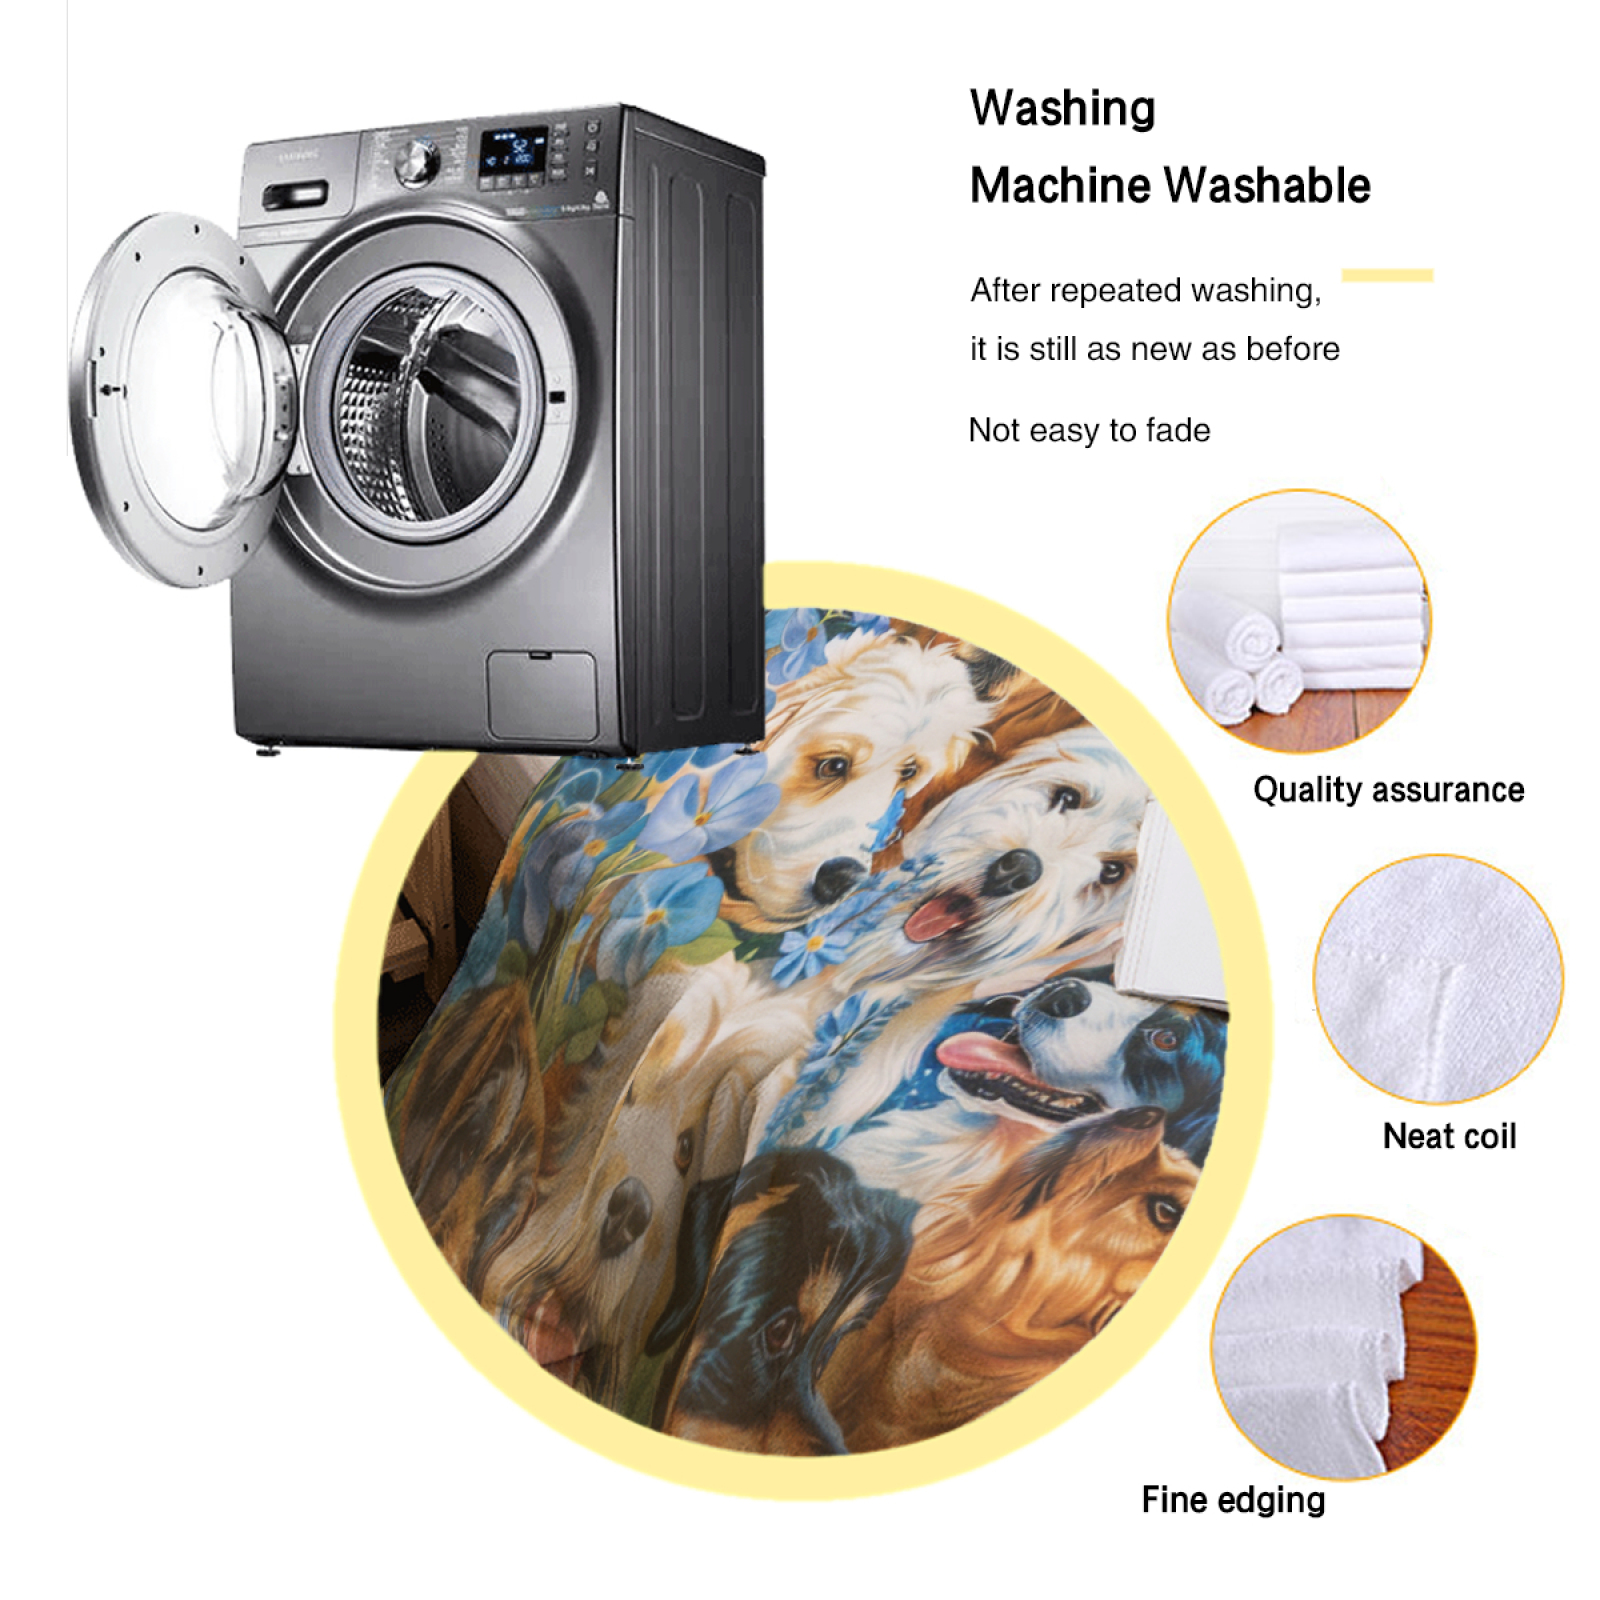 Washing
Machine Washable
After repeated washing,
it is still as new as before
Not easy to fade
Quality assurance
Neat coil
Fine edging